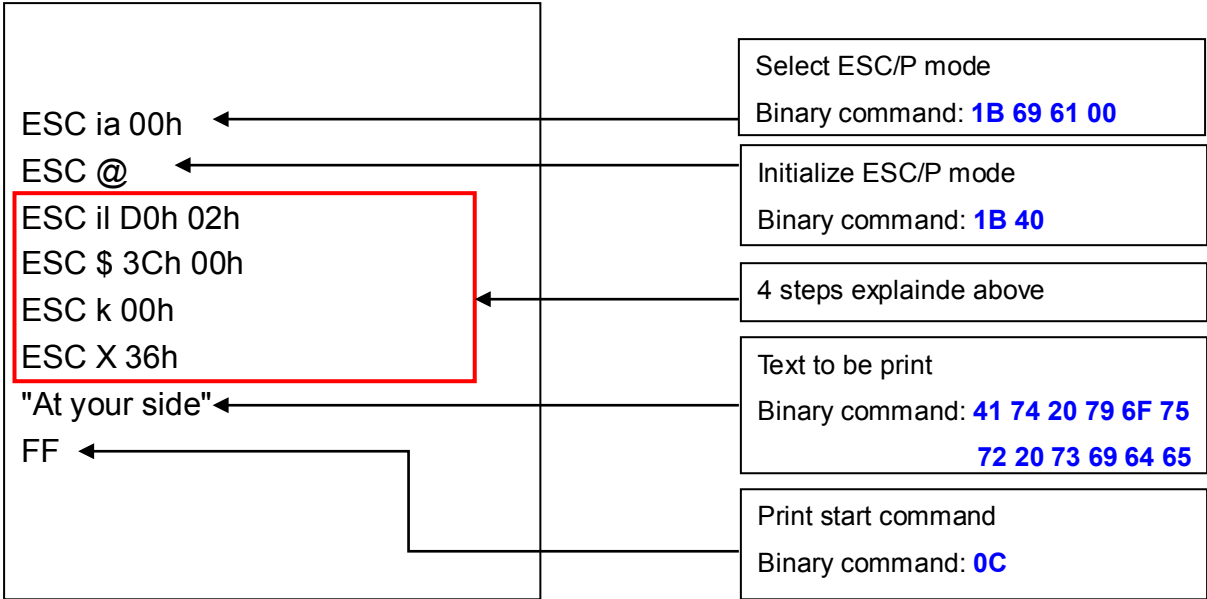 ESC ia 00h
ESC @
ESC il D0h 02h
ESC $ 3Ch 00h
ESC k 00h
ESC X 36h
"At your side"
FF
Select ESC/P mode
Binary command: 1B 69 61 00
Initialize ESC/P mode
Binary command: 1B 40
4 steps explainde above
Text to be print
Binary command: 41 74 20 79 6F 75
72 20 73 69 64 65
Print start command
Binary command: 0C